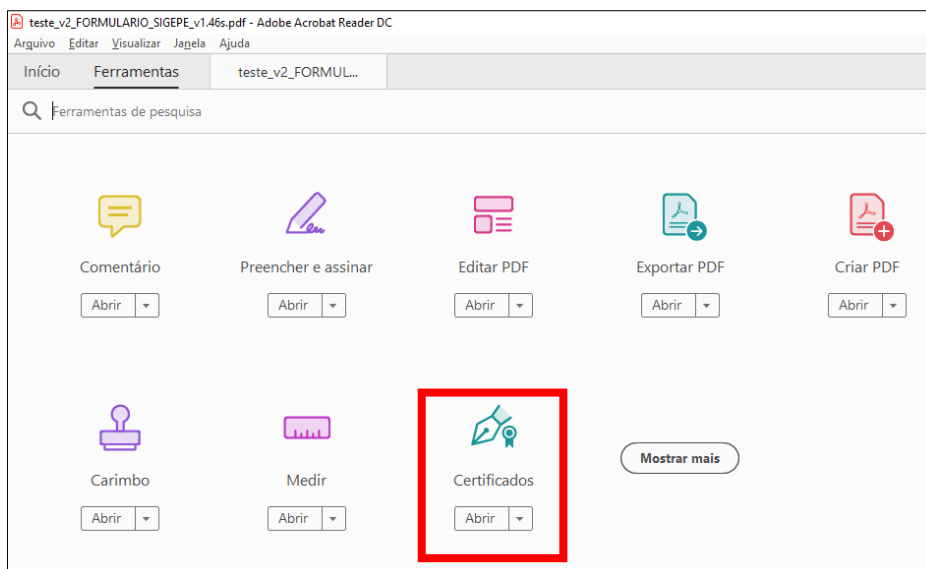 teste_v2_FORMULARIO_SIGEPE_v1.46s.pdf - Adobe Acrobat Reader DC
Arquivo Editar Visualizar Janela Ajuda
Início Ferramentas teste_v2_FORMUL...
Ferramentas de pesquisa
Comentário Preencher e assinar Editar PDF Exportar PDF Criar PDF
Abrir Abrir Abrir Abrir Abrir
Mostrar mais
Carimbo Medir Certificados
Abrir Abrir Abrir